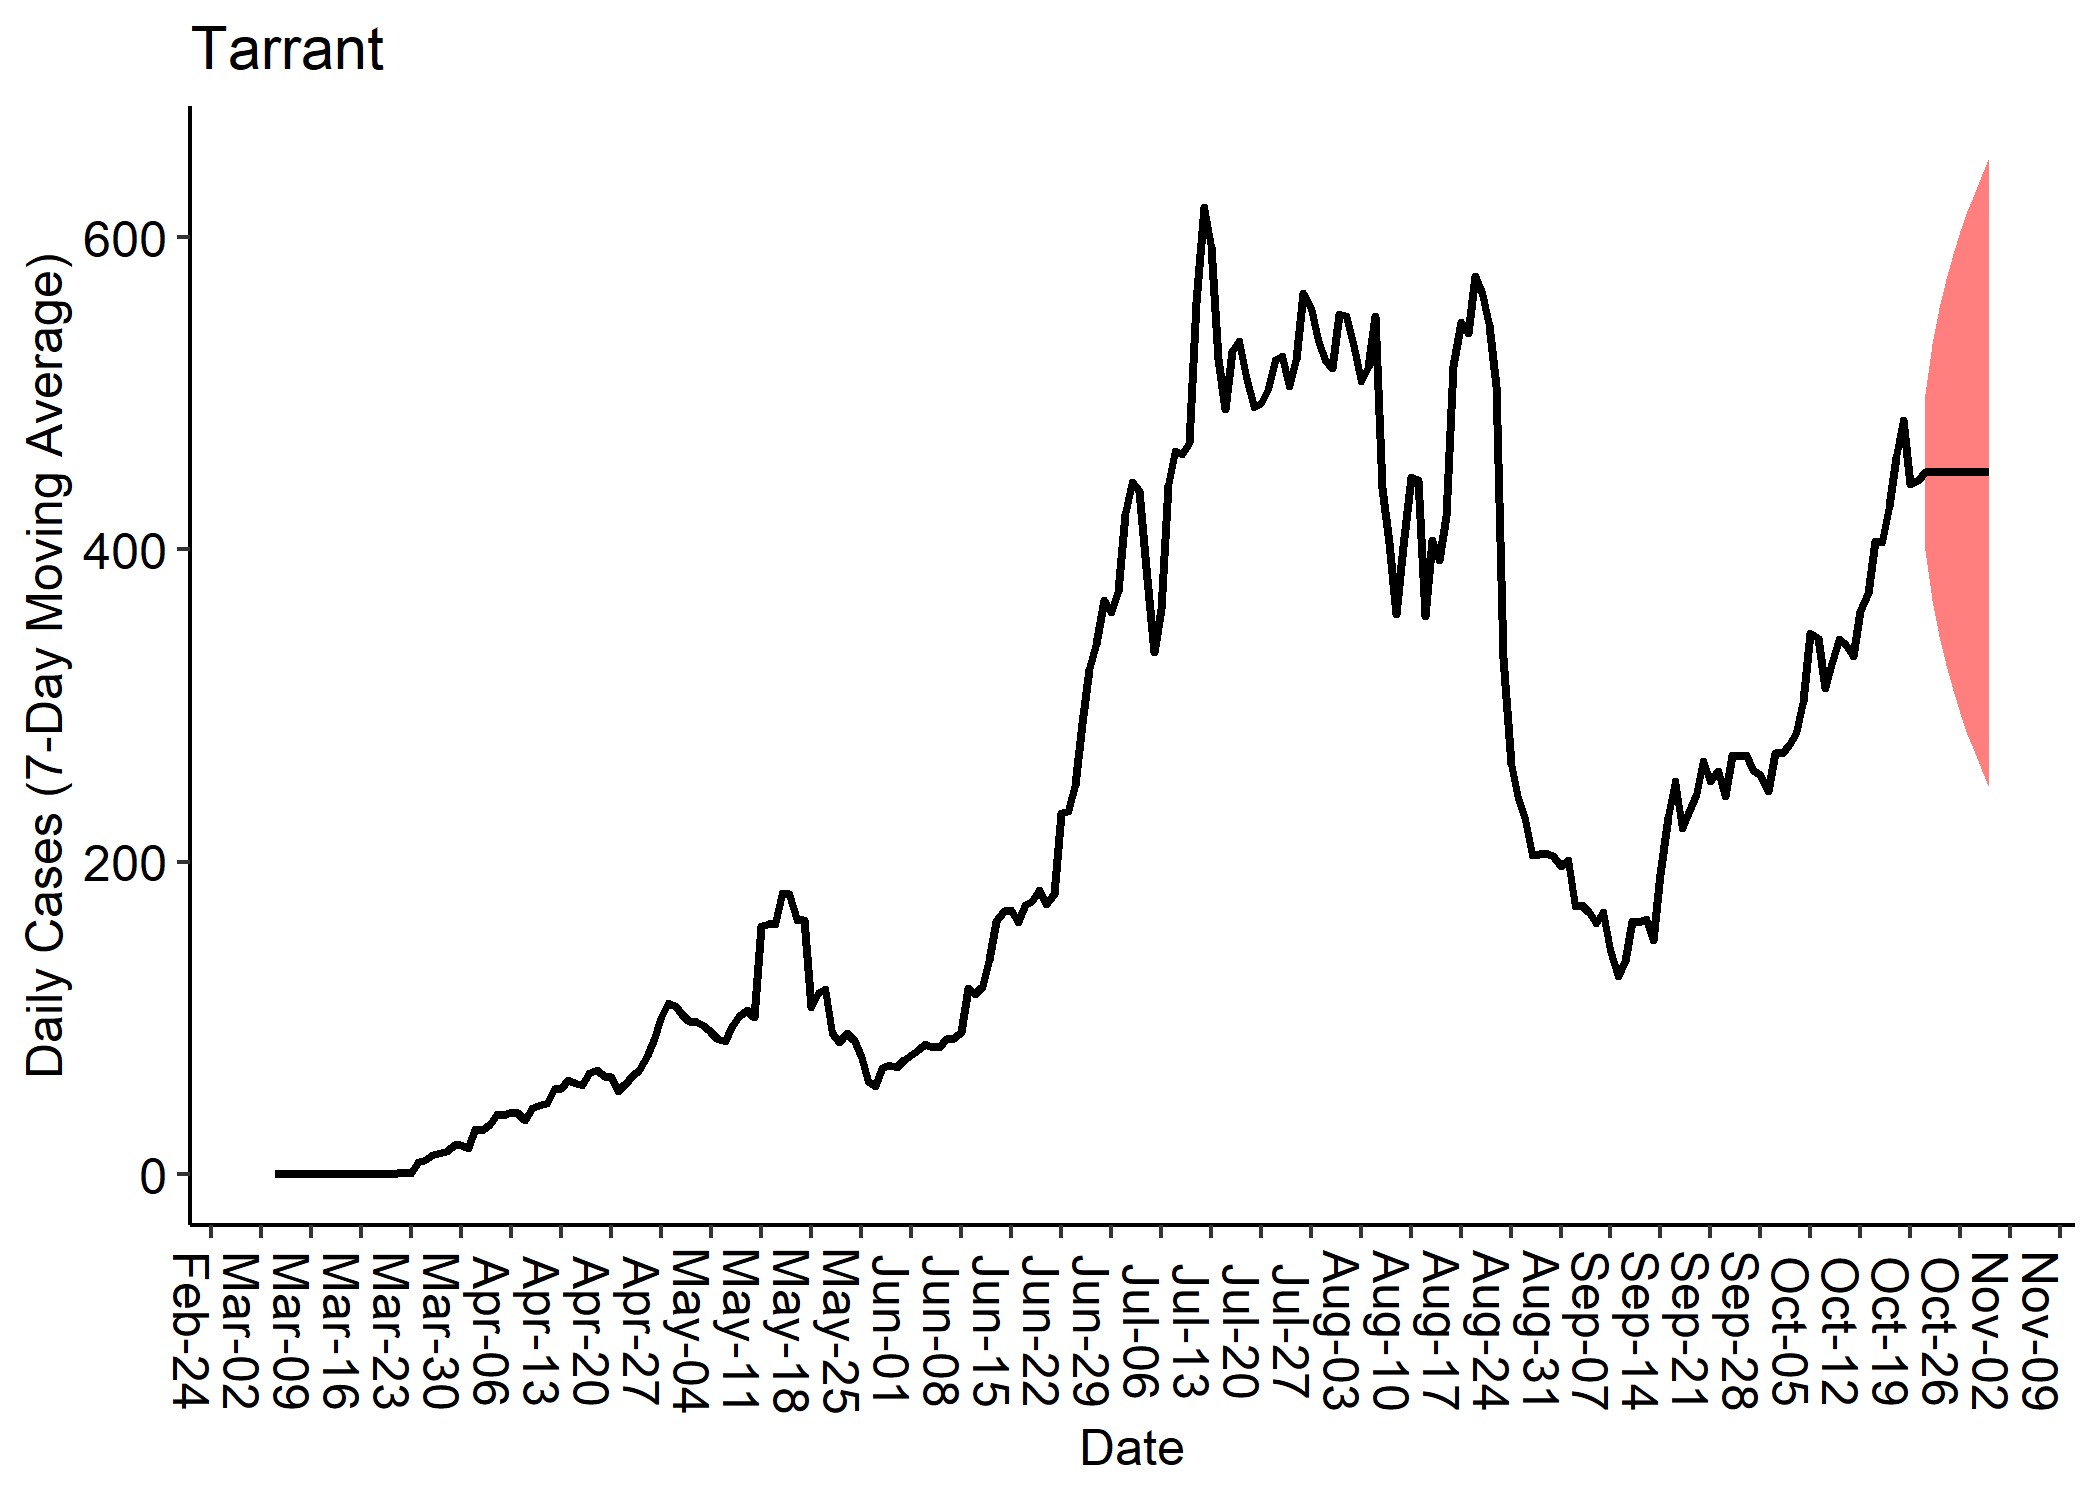 Tarrant
Daily Cases (7-Day Moving Average)
600
400
200
0
Feb-24
Mar-02
Mar-09
Mar-16
Mar-23
Mar-30
Apr-06
Apr-13
Apr-20
Apr-27
May-04
May-11
May-18
May-25
Jun-01
Jun-08
Jun-15
Jun-22
Jun-29
Jul-06
Jul-13
Jul-20
Jul-27
Aug-03
Aug-10
Aug-17
Aug-24
Aug-31
Sep-07
Sep-14
Sep-21
Sep-28
Oct-05
Oct-12
Oct-19
Oct-26
Nov-02
Nov-09
Date